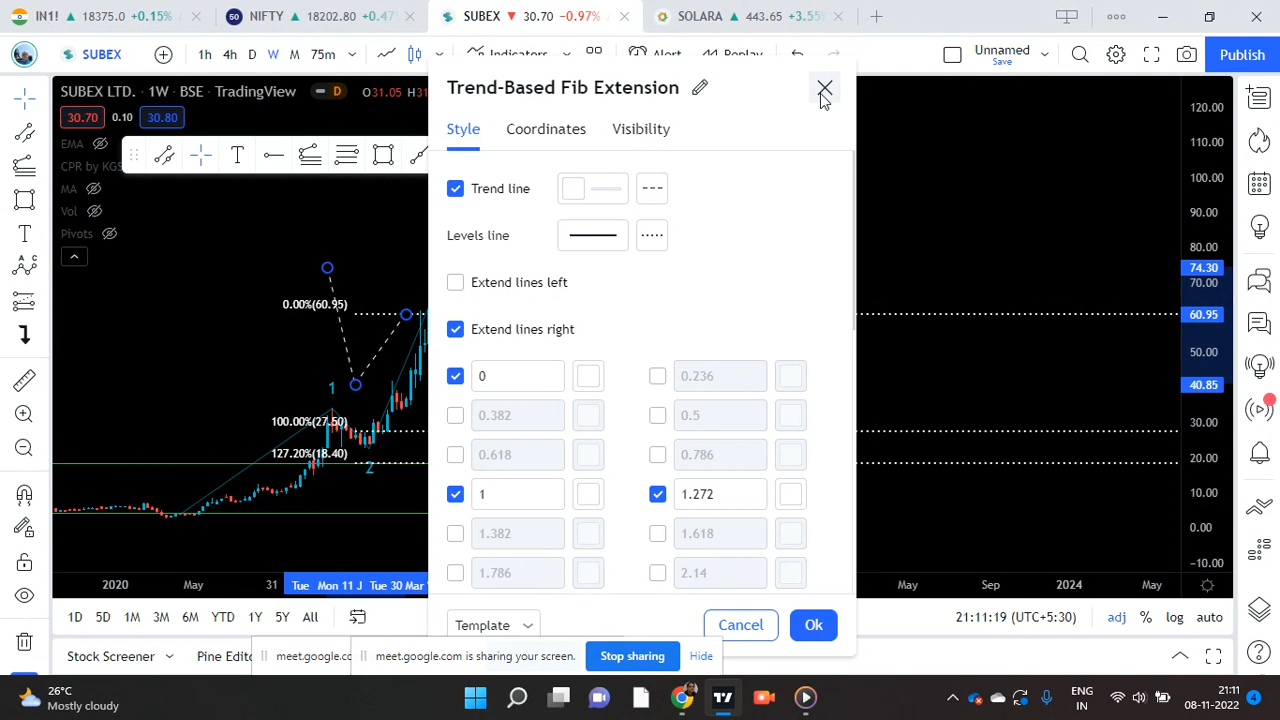 IN1! ▲ 18375.0 +0.15%
50 NIFTY ▲ 18202.80 +0.47%
SUBEX ▼ 30.70 −0.97%
SOLARA ▲ 443.65 +3.55%
SUBEX
1h 4h D W M 75m
Indicators
Alert
Replay
Unnamed
Save
Publish
SUBEX LTD. · 1W · BSE · TradingView
D
O31.05
30.70 0.10 30.80
EMA
CPR by KGS
MA
Vol
Pivots
Trend-Based Fib Extension
Style Coordinates Visibility
Trend line
Levels line
Extend lines left
Extend lines right
0 0.236
0.382 0.5
0.618 0.786
1 1.272
1.382 1.618
1.786 2.14
Template
Cancel Ok
0.00%(60.95)
1
100.00%(27.50)
127.20%(18.40)
2
120.00
110.00
100.00
90.00
80.00
74.30
70.00
60.95
50.00
40.85
30.00
20.00
10.00
0.00
−10.00
2020 May 31 Tue Mon 11 J Tue 30 Mar May Sep 2024 May
1D 5D 1M 3M 6M YTD 1Y 5Y All
21:11:19 (UTC+5:30) adj % log auto
Stock Screener
Pine Edito
meet.google.co
meet.google.com is sharing your screen.
Stop sharing
Hide
26°C
Mostly cloudy
ENG
IN
21:11
08-11-2022
4